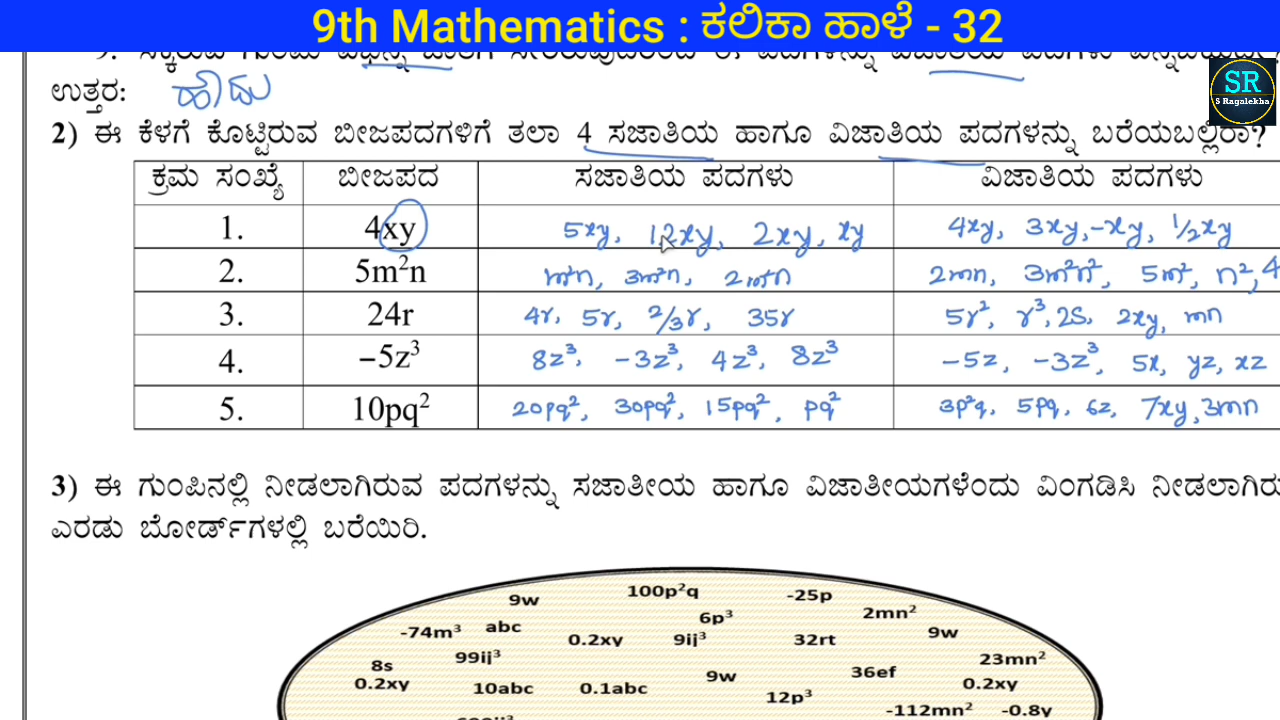 9th Mathematics : ಕಲಿಕಾ ಹಾಳೆ - 32
SR
S Ragalekha
ಉತ್ತರ: ಹೌದು
2) ಈ ಕೆಳಗೆ ಕೊಟ್ಟಿರುವ ಬೀಜಪದಗಳಿಗೆ ತಲಾ 4 ಸಜಾತಿಯ ಹಾಗೂ ವಿಜಾತಿಯ ಪದಗಳನ್ನು ಬರೆಯಬಲ್ಲಿರಾ?
ಕ್ರಮ ಸಂಖ್ಯೆ ಬೀಜಪದ ಸಜಾತಿಯ ಪದಗಳು ವಿಜಾತಿಯ ಪದಗಳು
1. 4xy 5xy, 12xy, 2xy, xy 4xy, 3xy, -xy, 1/2xy
2. 5m²n m²n, 3m²n, 2m²n 2mn, 3m²n², 5m², n², 4
3. 24r 4r, 5r, 2/3r, 35r 5r², r³, 2s, 2xy, mn
4. –5z³ 8z³, -3z³, 4z³, 8z³ -5z, -3z³, 5x, yz, xz
5. 10pq² 20pq², 30pq², 15pq², pq² 3p²q, 5pq, 6z, 7xy, 3mn
3) ಈ ಗುಂಪಿನಲ್ಲಿ ನೀಡಲಾಗಿರುವ ಪದಗಳನ್ನು ಸಜಾತೀಯ ಹಾಗೂ ವಿಜಾತೀಯಗಳೆಂದು ವಿಂಗಡಿಸಿ ನೀಡಲಾಗಿರು
ಎರಡು ಬೋರ್ಡ್‌ಗಳಲ್ಲಿ ಬರೆಯಿರಿ.
9w 100p²q -25p
6p³ 2mn²
-74m³ abc 0.2xy 9ij³ 32rt 9w
8s 99ij³ 9w 36ef 23mn²
0.2xy 10abc 0.1abc 12p³ 0.2xy
-112mn² -0.8y